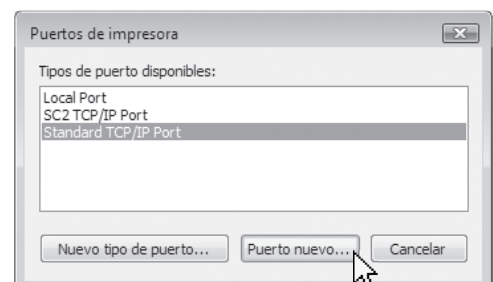 Puertos de impresora
Tipos de puerto disponibles:
Local Port
SC2 TCP/IP Port
Standard TCP/IP Port
Nuevo tipo de puerto... Puerto nuevo... Cancelar